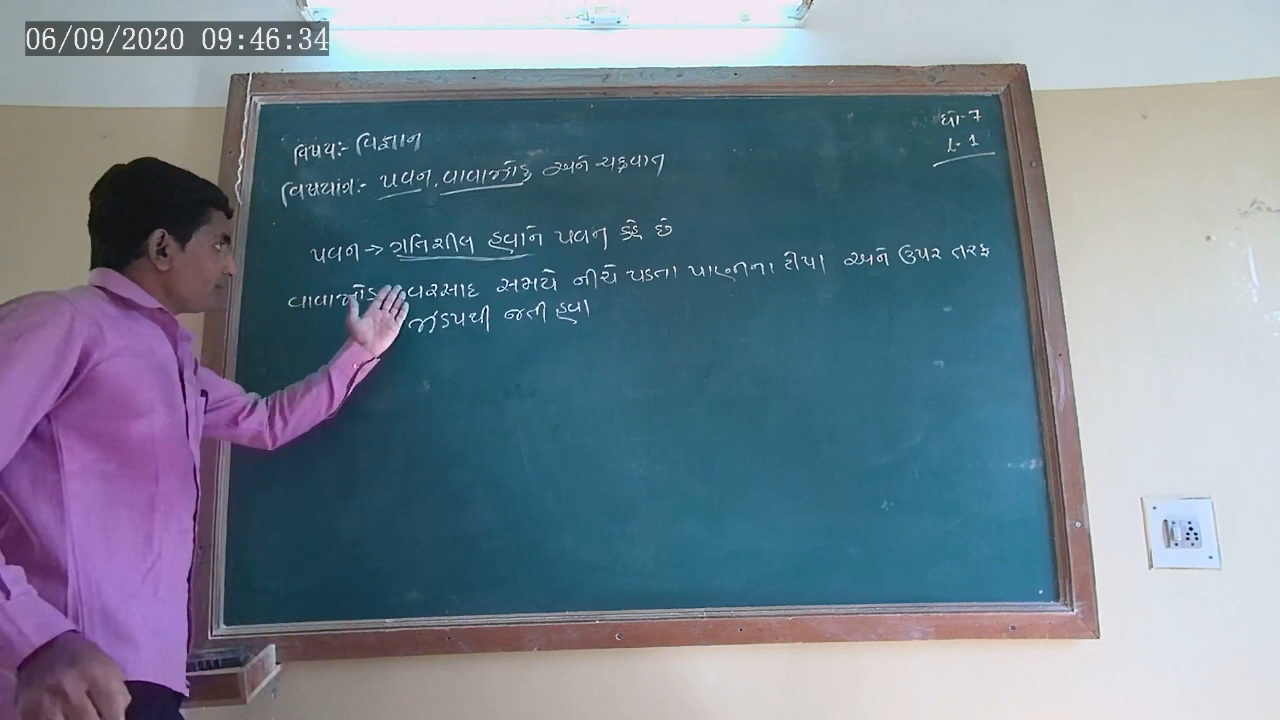 06/09/2020 09:46:34
ધો-7
L-1
વિષય:- વિજ્ઞાન
વિષયાંગ:- પવન, વાવાઝોડુ અને ચક્રવાત
પવન → ગતિશીલ હવાને પવન કહે છે
વાવાઝોડુ વરસાદ સમયે નીચે પડતા પાણીના ટીપા અને ઉપર તરફ
ઝડપથી જતી હવા